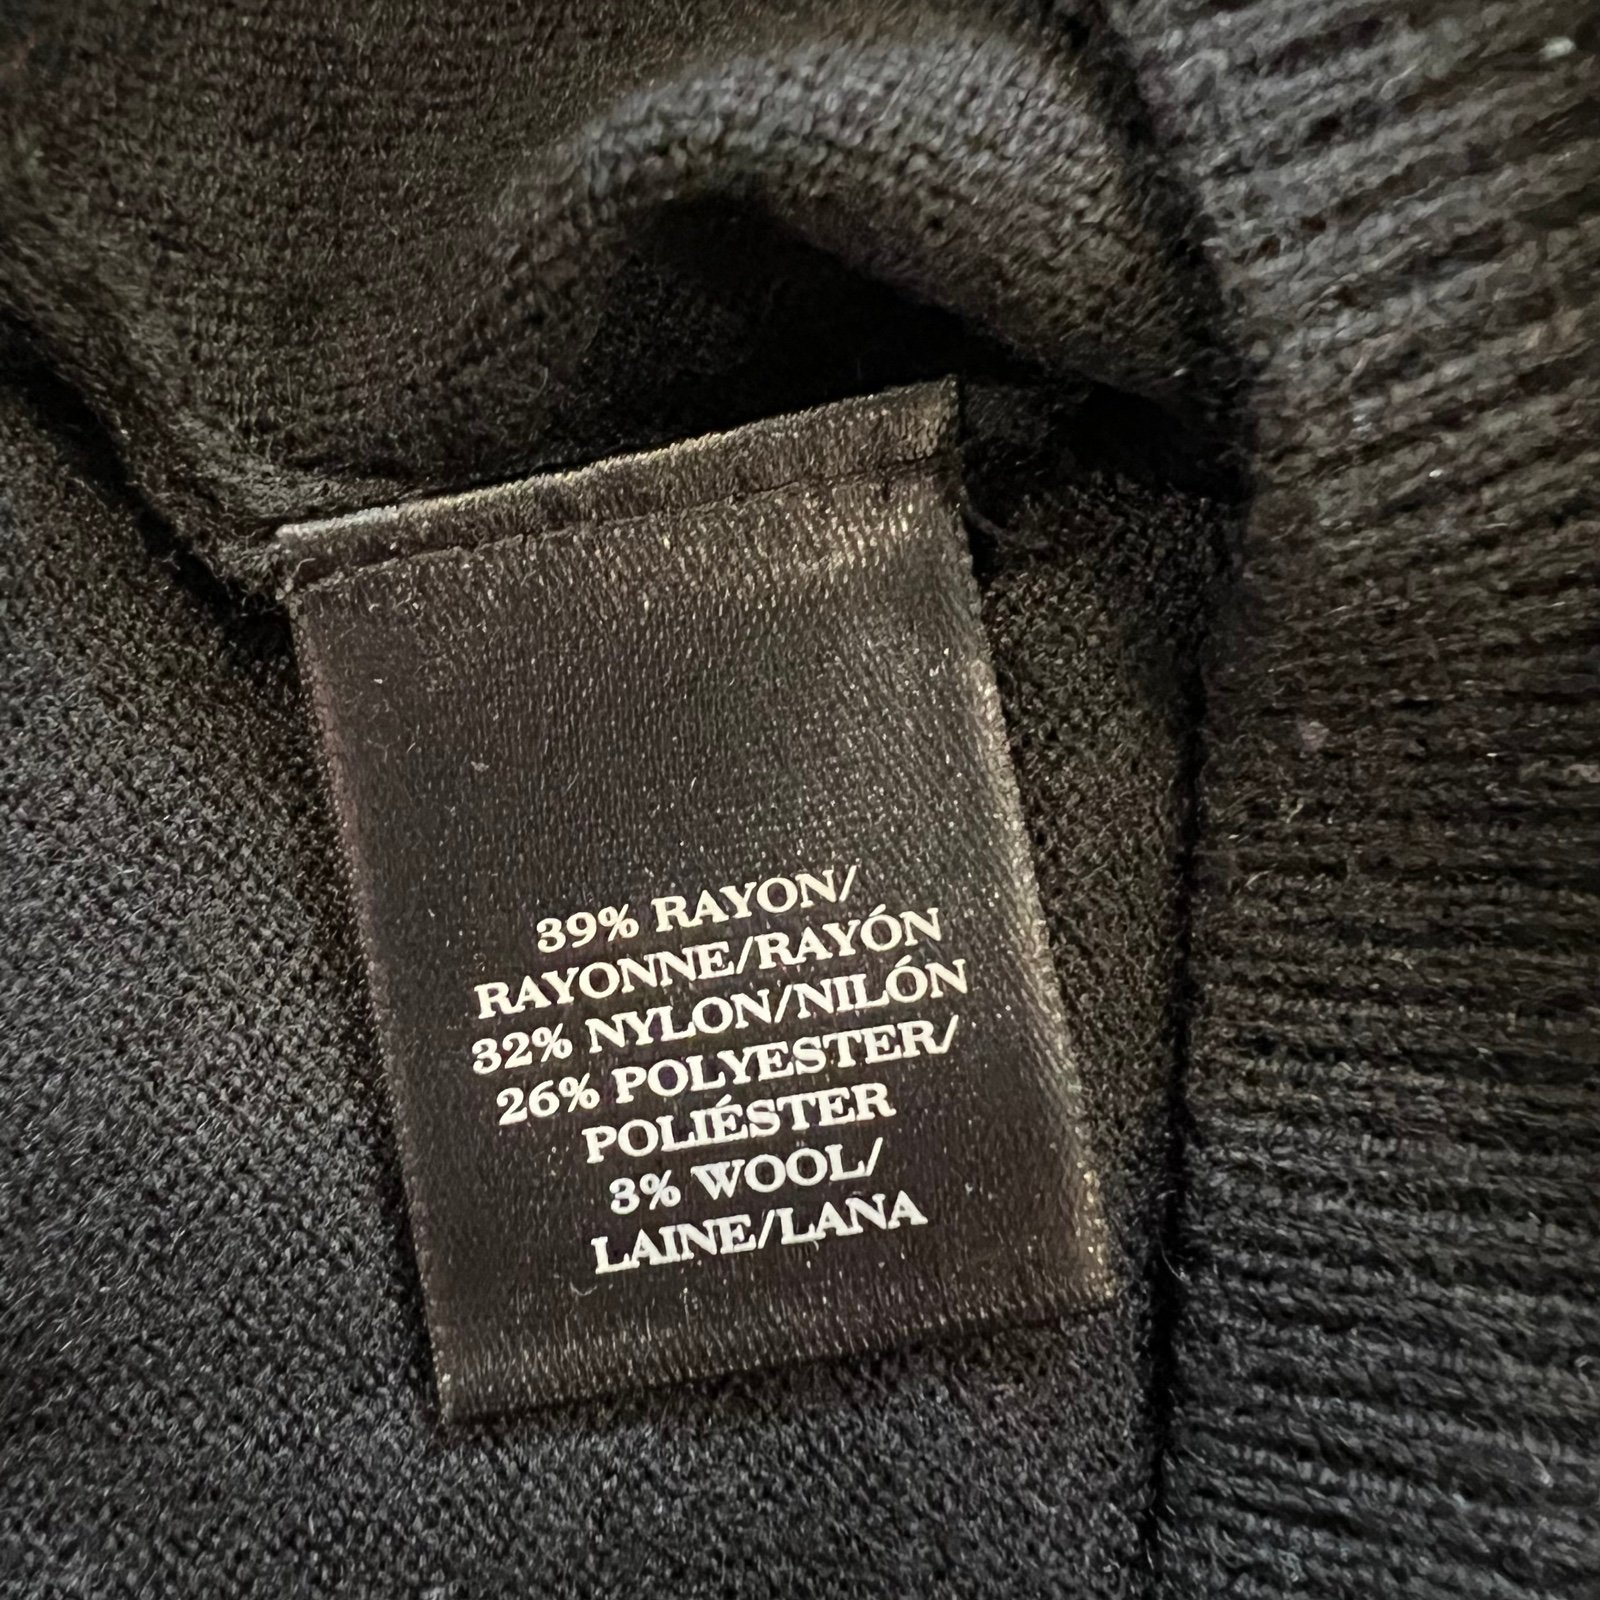 39% RAYON/
RAYONNE/RAYÓN
32% NYLON/NILÓN
26% POLYESTER/
POLIÉSTER
3% WOOL/
LAINE/LANA